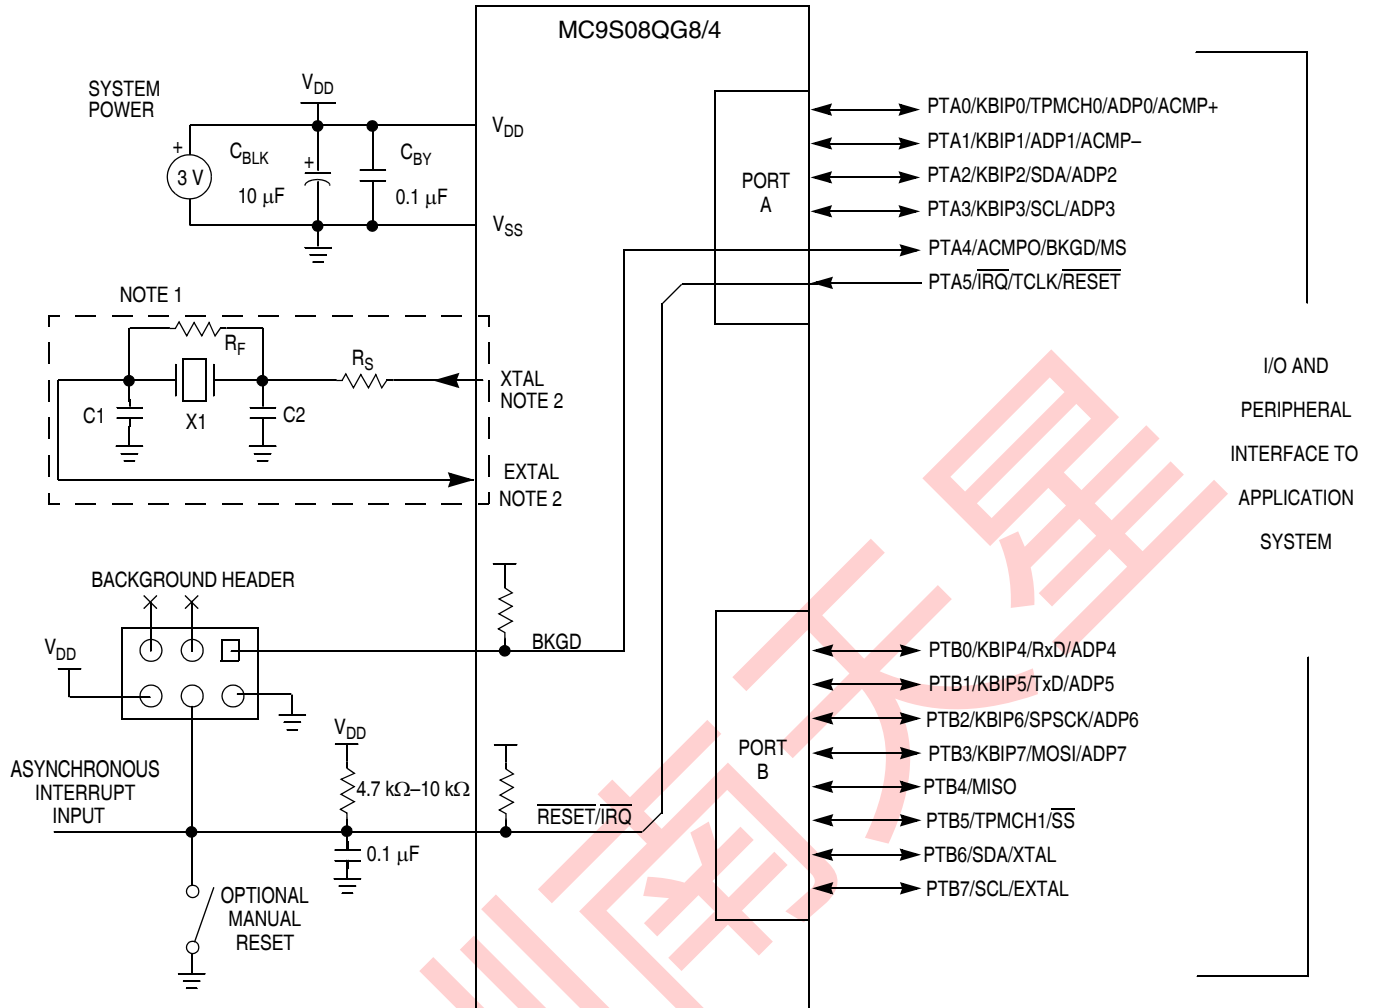 MC9S08QG8/4
SYSTEM
POWER
VDD
VDD
+
3 V
CBLK
10 µF
+
CBY
0.1 µF
VSS
PORT
A
PTA0/KBIP0/TPMCH0/ADP0/ACMP+
PTA1/KBIP1/ADP1/ACMP–
PTA2/KBIP2/SDA/ADP2
PTA3/KBIP3/SCL/ADP3
PTA4/ACMPO/BKGD/MS
PTA5/IRQ/TCLK/RESET
NOTE 1
RF
RS
C1
X1
C2
XTAL
NOTE 2
EXTAL
NOTE 2
I/O AND
PERIPHERAL
INTERFACE TO
APPLICATION
SYSTEM
BACKGROUND HEADER
VDD
BKGD
VDD
4.7 kΩ–10 kΩ
ASYNCHRONOUS
INTERRUPT
INPUT
RESET/IRQ
0.1 µF
OPTIONAL
MANUAL
RESET
PORT
B
PTB0/KBIP4/RxD/ADP4
PTB1/KBIP5/TxD/ADP5
PTB2/KBIP6/SPSCK/ADP6
PTB3/KBIP7/MOSI/ADP7
PTB4/MISO
PTB5/TPMCH1/SS
PTB6/SDA/XTAL
PTB7/SCL/EXTAL
南天星